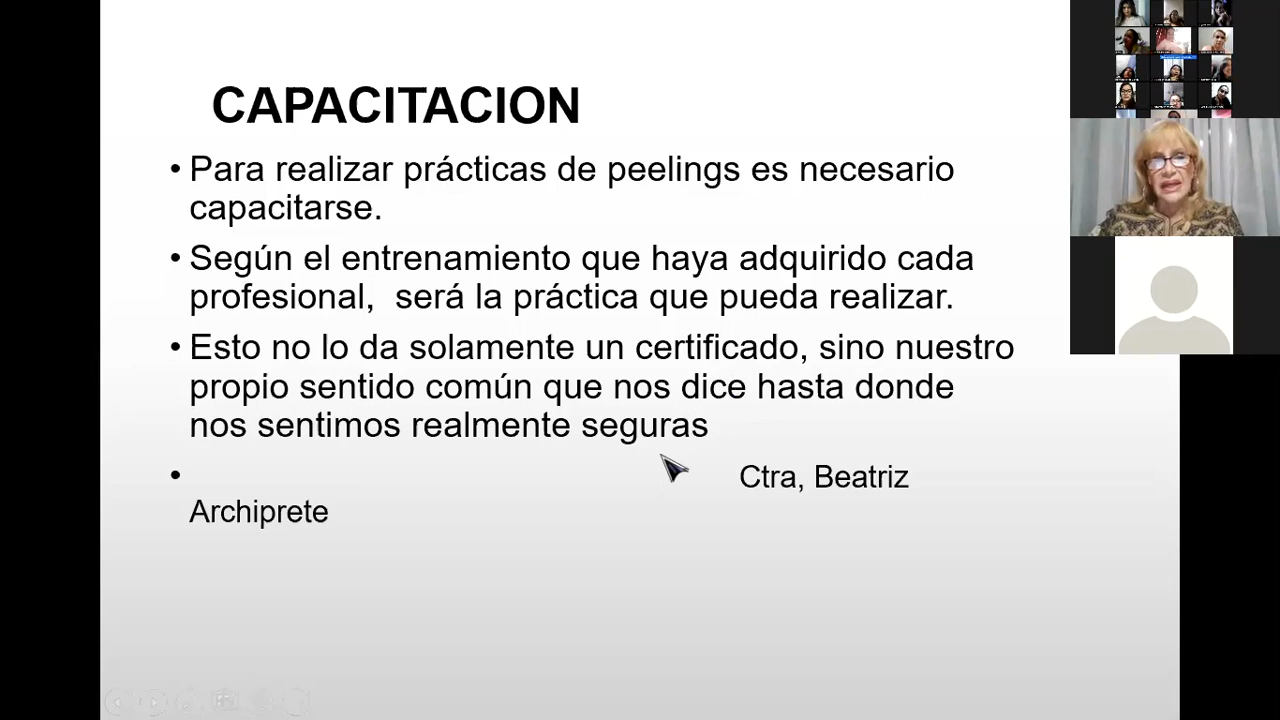 CAPACITACION
• Para realizar prácticas de peelings es necesario
capacitarse.
• Según el entrenamiento que haya adquirido cada
profesional,  será la práctica que pueda realizar.
• Esto no lo da solamente un certificado, sino nuestro
propio sentido común que nos dice hasta donde
nos sentimos realmente seguras
• Ctra, Beatriz
Archiprete